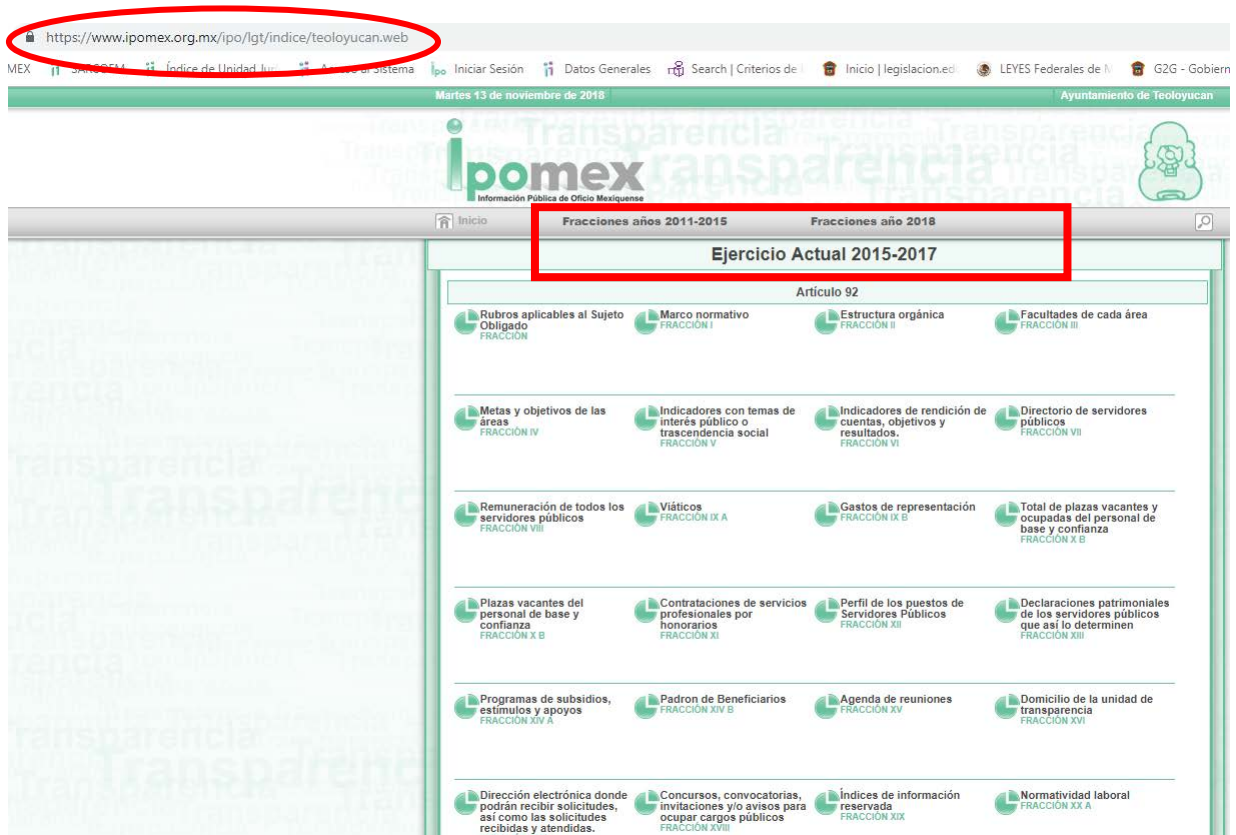 https://www.ipomex.org.mx/ipo/lgt/indice/teoloyucan.web
MEX Índice de Unidad Acceso al Sistema Ipo Iniciar Sesión Datos Generales Search | Criterios de Inicio | legislacion.ed LEYES Federales de G2G - Gobiern
Martes 13 de noviembre de 2018 Ayuntamiento de Teoloyucan
Transparencia
ipomex
Información Pública de Oficio Mexiquense
Inicio Fracciones años 2011-2015 Fracciones año 2018
Ejercicio Actual 2015-2017
Artículo 92
Rubros aplicables al Sujeto Obligado
FRACCIÓN
Marco normativo
FRACCIÓN I
Estructura orgánica
FRACCIÓN II
Facultades de cada área
FRACCIÓN III
Metas y objetivos de las
áreas
FRACCIÓN IV
Indicadores con temas de
interés público o
trascendencia social
FRACCIÓN V
Indicadores de rendición de
cuentas, objetivos y
resultados.
FRACCIÓN VI
Directorio de servidores
públicos
FRACCIÓN VII
Remuneración de todos los
servidores públicos
FRACCIÓN VIII
Viáticos
FRACCIÓN IX A
Gastos de representación
FRACCIÓN IX B
Total de plazas vacantes y
ocupadas del personal de
base y confianza
FRACCIÓN X B
Plazas vacantes del
personal de base y
confianza
FRACCIÓN X B
Contrataciones de servicios
profesionales por
honorarios
FRACCIÓN XI
Perfil de los puestos de
Servidores Públicos
FRACCIÓN XII
Declaraciones patrimoniales
de los servidores públicos
que así lo determinen
FRACCIÓN XIII
Programas de subsidios,
estímulos y apoyos
FRACCIÓN XIV A
Padron de Beneficiarios
FRACCIÓN XIV B
Agenda de reuniones
FRACCIÓN XV
Domicilio de la unidad de
transparencia
FRACCIÓN XVI
Dirección electrónica donde
podrán recibir solicitudes,
así como las solicitudes
recibidas y atendidas.
Concursos, convocatorias,
invitaciones y/o avisos para
ocupar cargos públicos
FRACCIÓN XVIII
Índices de información
reservada
FRACCIÓN XIX
Normatividad laboral
FRACCIÓN XX A